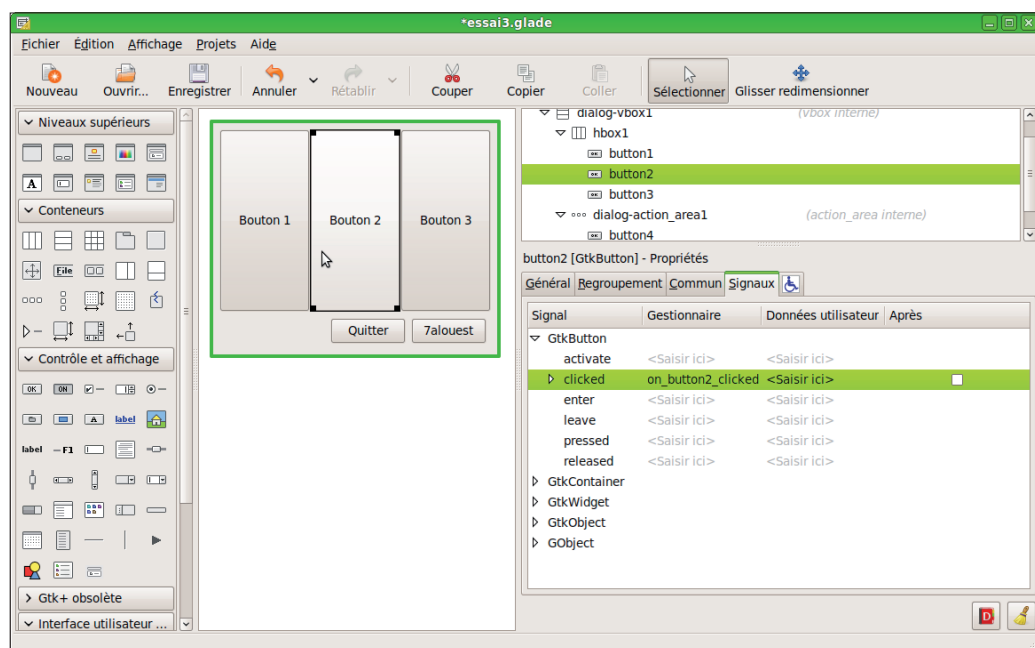 *essai3.glade
Fichier Édition Affichage Projets Aide
Nouveau Ouvrir... Enregistrer Annuler Rétablir Couper Copier Coller Sélectionner Glisser redimensionner
Niveaux supérieurs
A
Conteneurs
File
Contrôle et affichage
OK ON
A label
label F1
Gtk+ obsolète
Interface utilisateur ...
Bouton 1 Bouton 2 Bouton 3
Quitter 7alouest
dialog-vbox1 (vbox interne)
hbox1
OK button1
OK button2
OK button3
dialog-action_area1 (action_area interne)
OK button4
button2 [GtkButton] - Propriétés
Général Regroupement Commun Signaux
Signal Gestionnaire Données utilisateur Après
GtkButton
activate <Saisir ici> <Saisir ici>
clicked on_button2_clicked <Saisir ici>
enter <Saisir ici> <Saisir ici>
leave <Saisir ici> <Saisir ici>
pressed <Saisir ici> <Saisir ici>
released <Saisir ici> <Saisir ici>
GtkContainer
GtkWidget
GtkObject
GObject
D